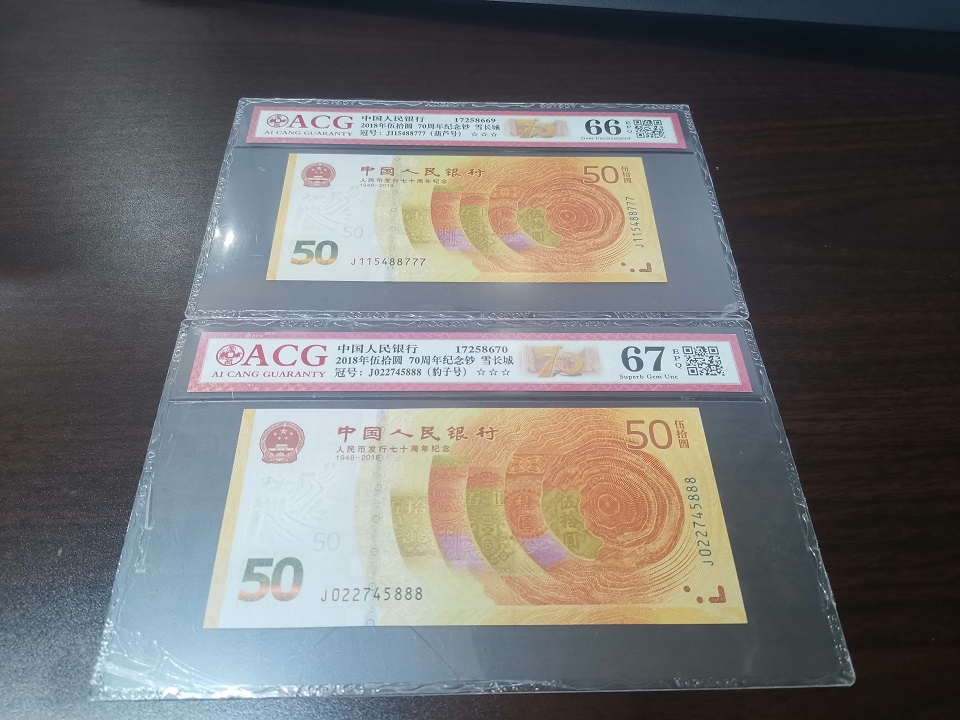 ACG
AI CANG GUARANTY
中国人民银行 17258669
2018年伍拾圆 70周年纪念钞 雪长城
冠号：J115488777（葫芦号）☆☆☆
70
66 EPQ
Gem Uncirculated
中国人民银行
人民币发行七十周年纪念
1948-2018
50 伍拾圆
50
50
J115488777
J115488777
ACG
AI CANG GUARANTY
中国人民银行 17258670
2018年伍拾圆 70周年纪念钞 雪长城
冠号：J022745888（豹子号）☆☆☆
70
67 EPQ
Superb Gem Unc
中国人民银行
人民币发行七十周年纪念
1948-2018
50 伍拾圆
50
50
J022745888
J022745888